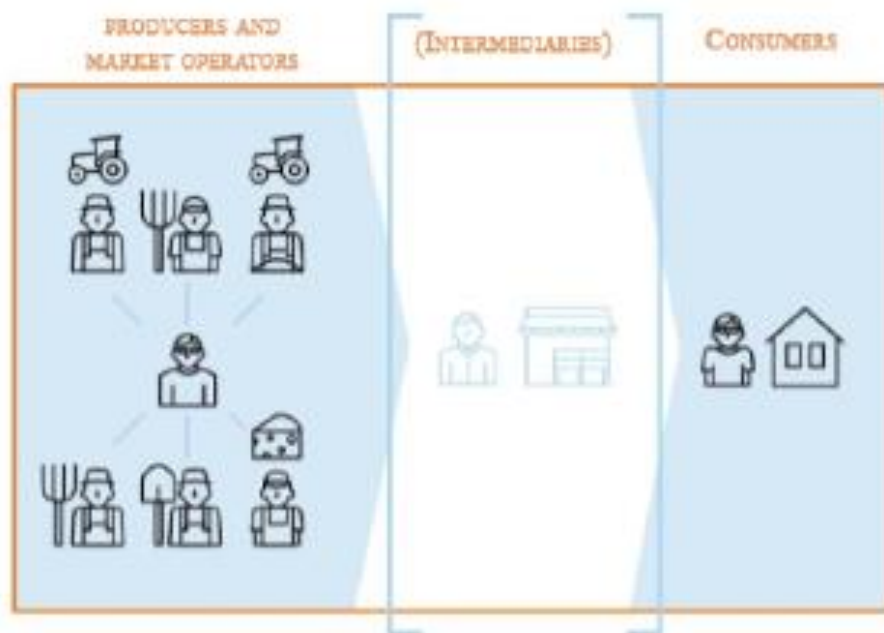 PRODUCERS AND
MARKET OPERATORS
(INTERMEDIARIES)
CONSUMERS